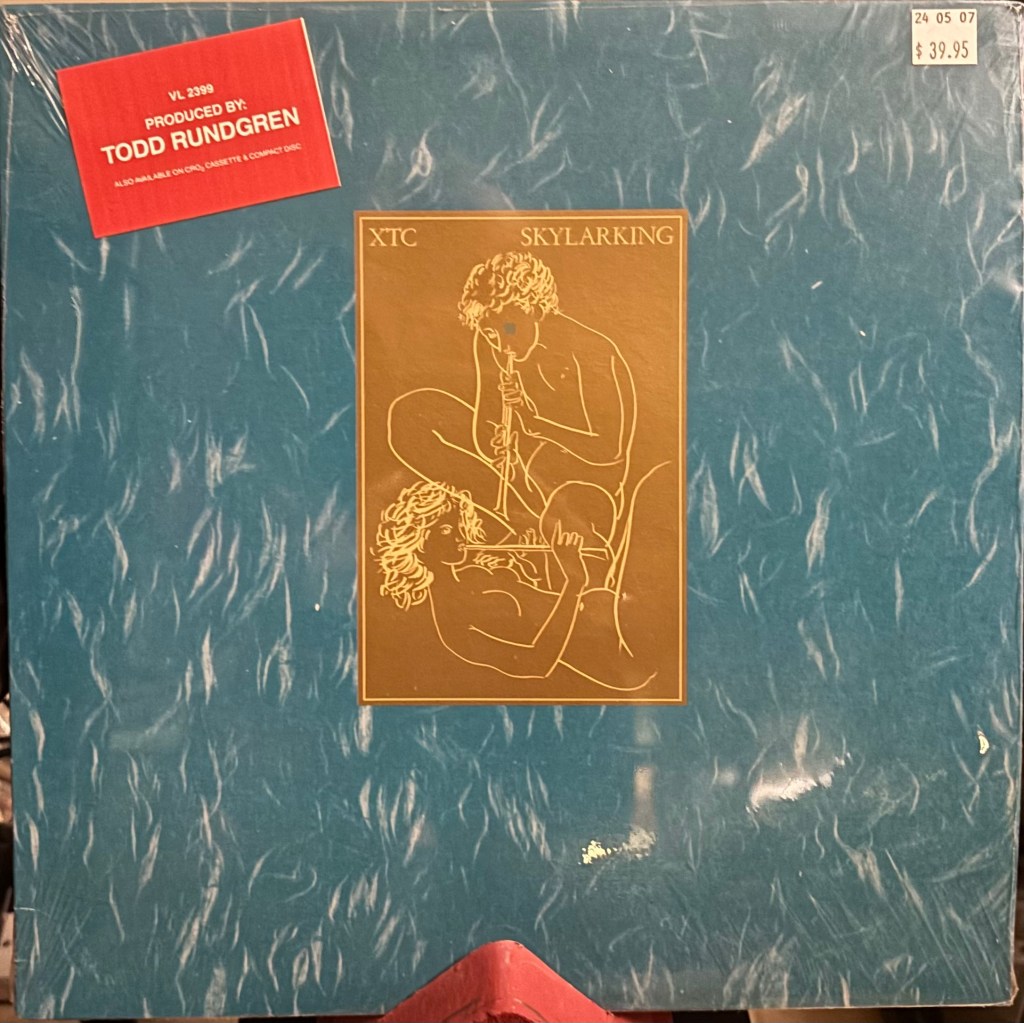 24 05 07
$ 39.95
VL 2399
PRODUCED BY:
TODD RUNDGREN
ALSO AVAILABLE ON CRO₂ CASSETTE & COMPACT DISC
XTC SKYLARKING